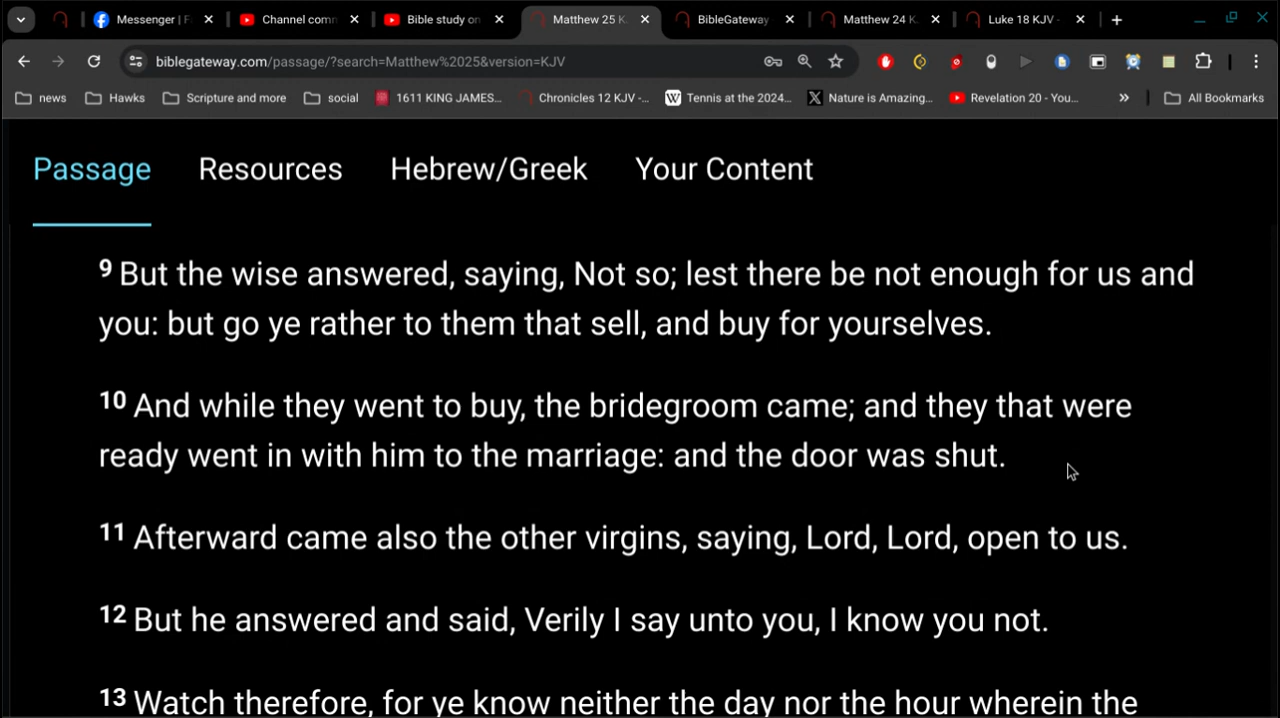 Messenger | F
Channel comm
Bible study on
Matthew 25 K
BibleGateway
Matthew 24 K
Luke 18 KJV -
biblegateway.com/passage/?search=Matthew%2025&version=KJV
news
Hawks
Scripture and more
social
1611 KING JAMES...
Chronicles 12 KJV -...
Tennis at the 2024...
Nature is Amazing...
Revelation 20 - You...
All Bookmarks
Passage Resources Hebrew/Greek Your Content
9 But the wise answered, saying, Not so; lest there be not enough for us and
you: but go ye rather to them that sell, and buy for yourselves.
10 And while they went to buy, the bridegroom came; and they that were
ready went in with him to the marriage: and the door was shut.
11 Afterward came also the other virgins, saying, Lord, Lord, open to us.
12 But he answered and said, Verily I say unto you, I know you not.
13 Watch therefore, for ye know neither the day nor the hour wherein the